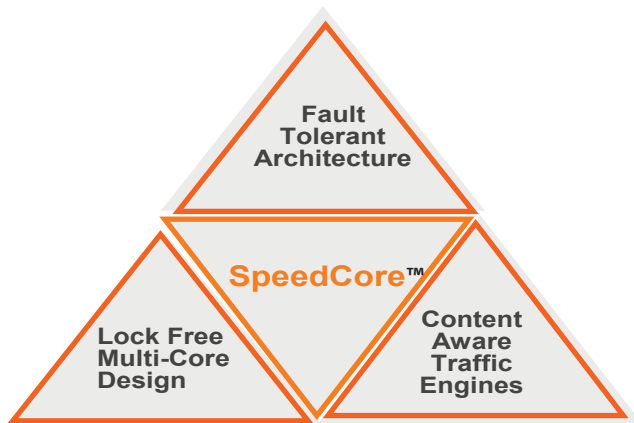 Fault
Tolerant
Architecture
SpeedCore™
Lock Free
Multi-Core
Design
Content
Aware
Traffic
Engines